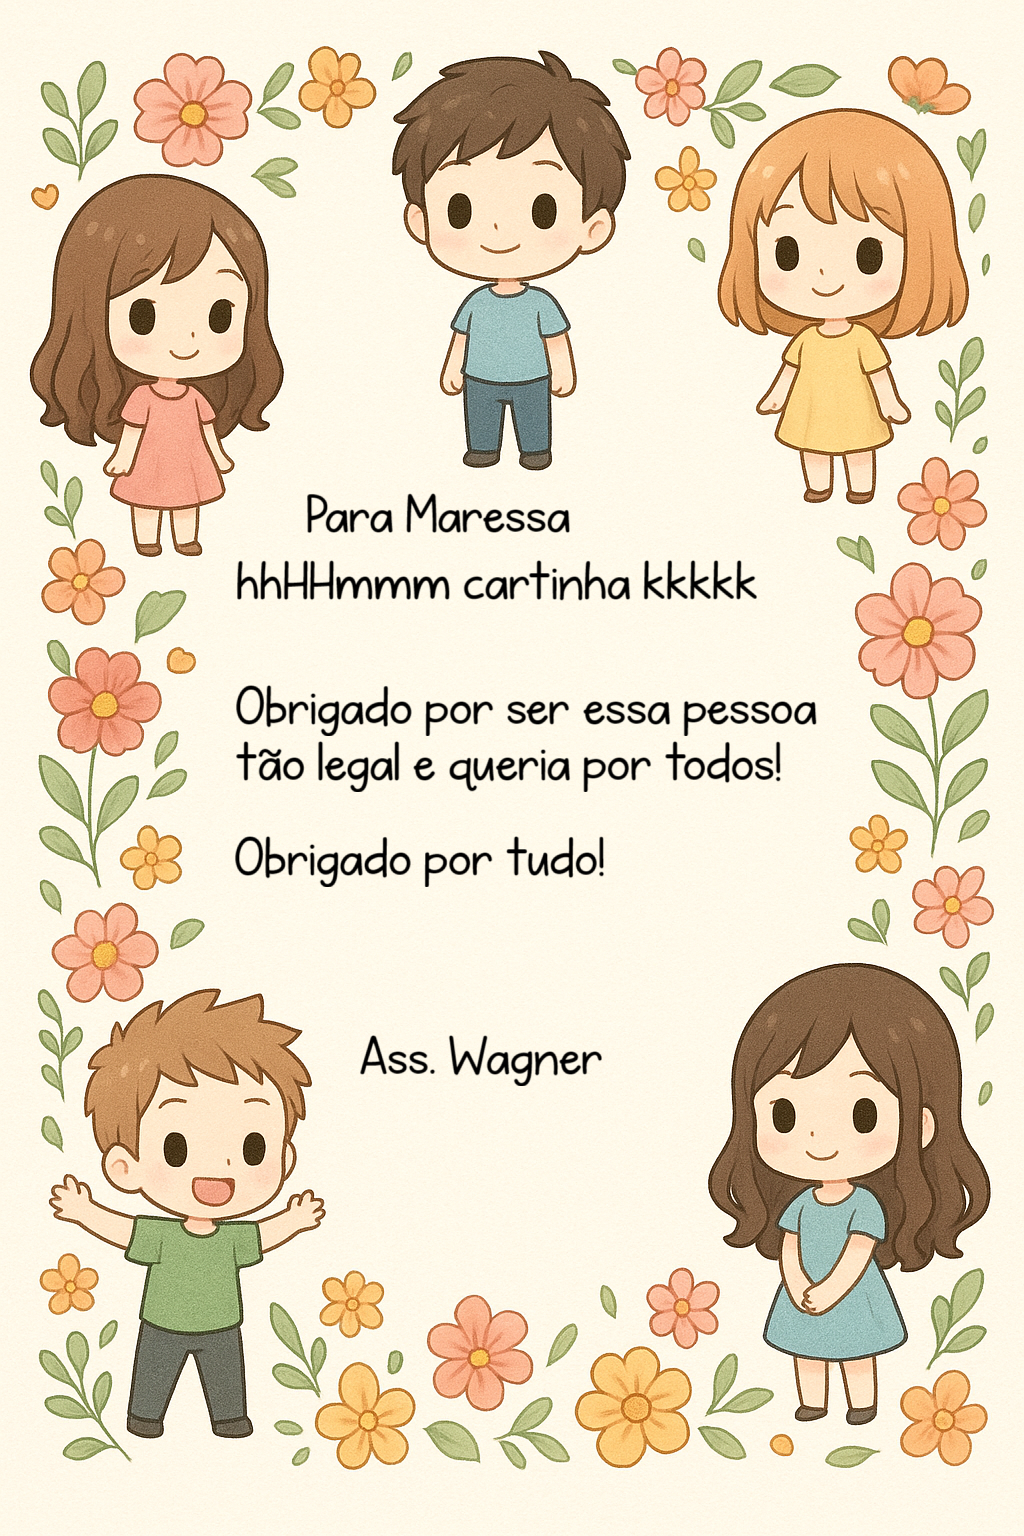 Para Maressa
hhHHmmm cartinha kkkkk
Obrigado por ser essa pessoa
tão legal e queria por todos!
Obrigado por tudo!
Ass. Wagner